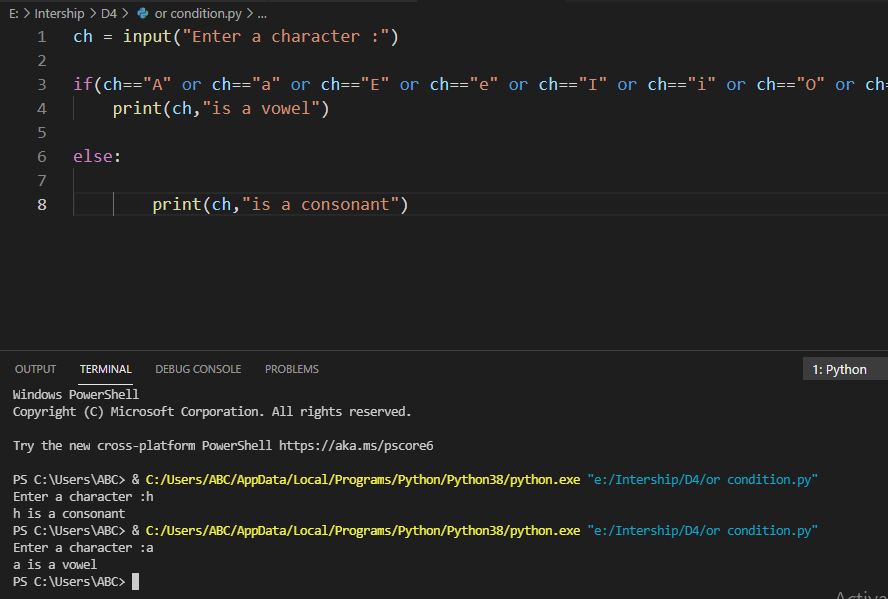 E: > Intership > D4 > or condition.py > ...
1 ch = input("Enter a character :")
2
3 if(ch=="A" or ch=="a" or ch=="E" or ch=="e" or ch=="I" or ch=="i" or ch=="O" or ch=
4 print(ch,"is a vowel")
5
6 else:
7
8 print(ch,"is a consonant")
OUTPUT TERMINAL DEBUG CONSOLE PROBLEMS 1: Python
Windows PowerShell
Copyright (C) Microsoft Corporation. All rights reserved.
Try the new cross-platform PowerShell https://aka.ms/pscore6
PS C:\Users\ABC> & C:/Users/ABC/AppData/Local/Programs/Python/Python38/python.exe "e:/Intership/D4/or condition.py"
Enter a character :h
h is a consonant
PS C:\Users\ABC> & C:/Users/ABC/AppData/Local/Programs/Python/Python38/python.exe "e:/Intership/D4/or condition.py"
Enter a character :a
a is a vowel
PS C:\Users\ABC>